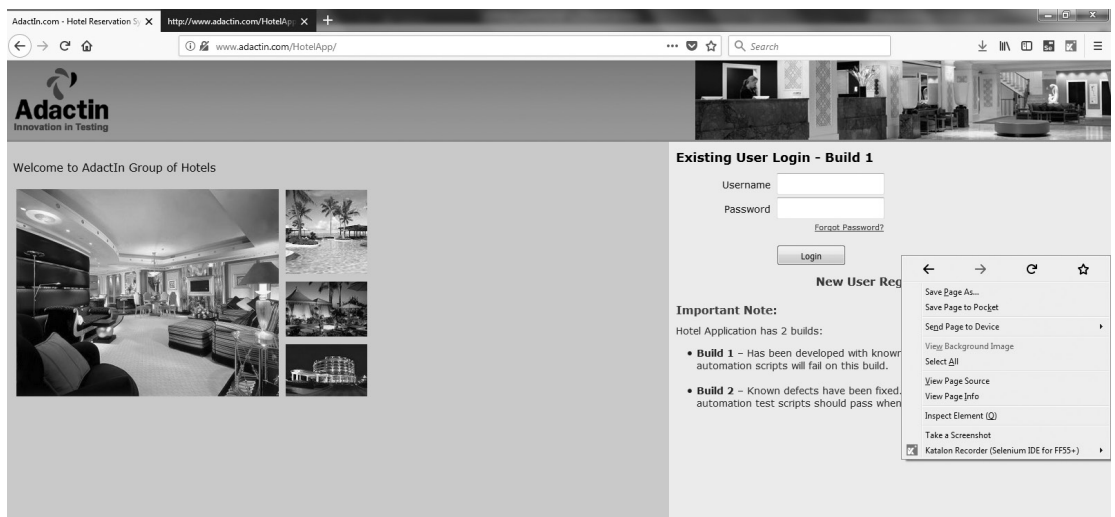 AdactIn.com - Hotel Reservation Sy
http://www.adactin.com/HotelApp
www.adactin.com/HotelApp/
Search
Adactin
Innovation in Testing
Welcome to AdactIn Group of Hotels
Existing User Login - Build 1
Username
Password
Forgot Password?
Login
New User Reg
Important Note:
Hotel Application has 2 builds:
• Build 1 – Has been developed with known
automation scripts will fail on this build.
• Build 2 – Known defects have been fixed.
automation test scripts should pass when
Save Page As...
Save Page to Pocket
Send Page to Device
View Background Image
Select All
View Page Source
View Page Info
Inspect Element (Q)
Take a Screenshot
Katalon Recorder (Selenium IDE for FF55+)